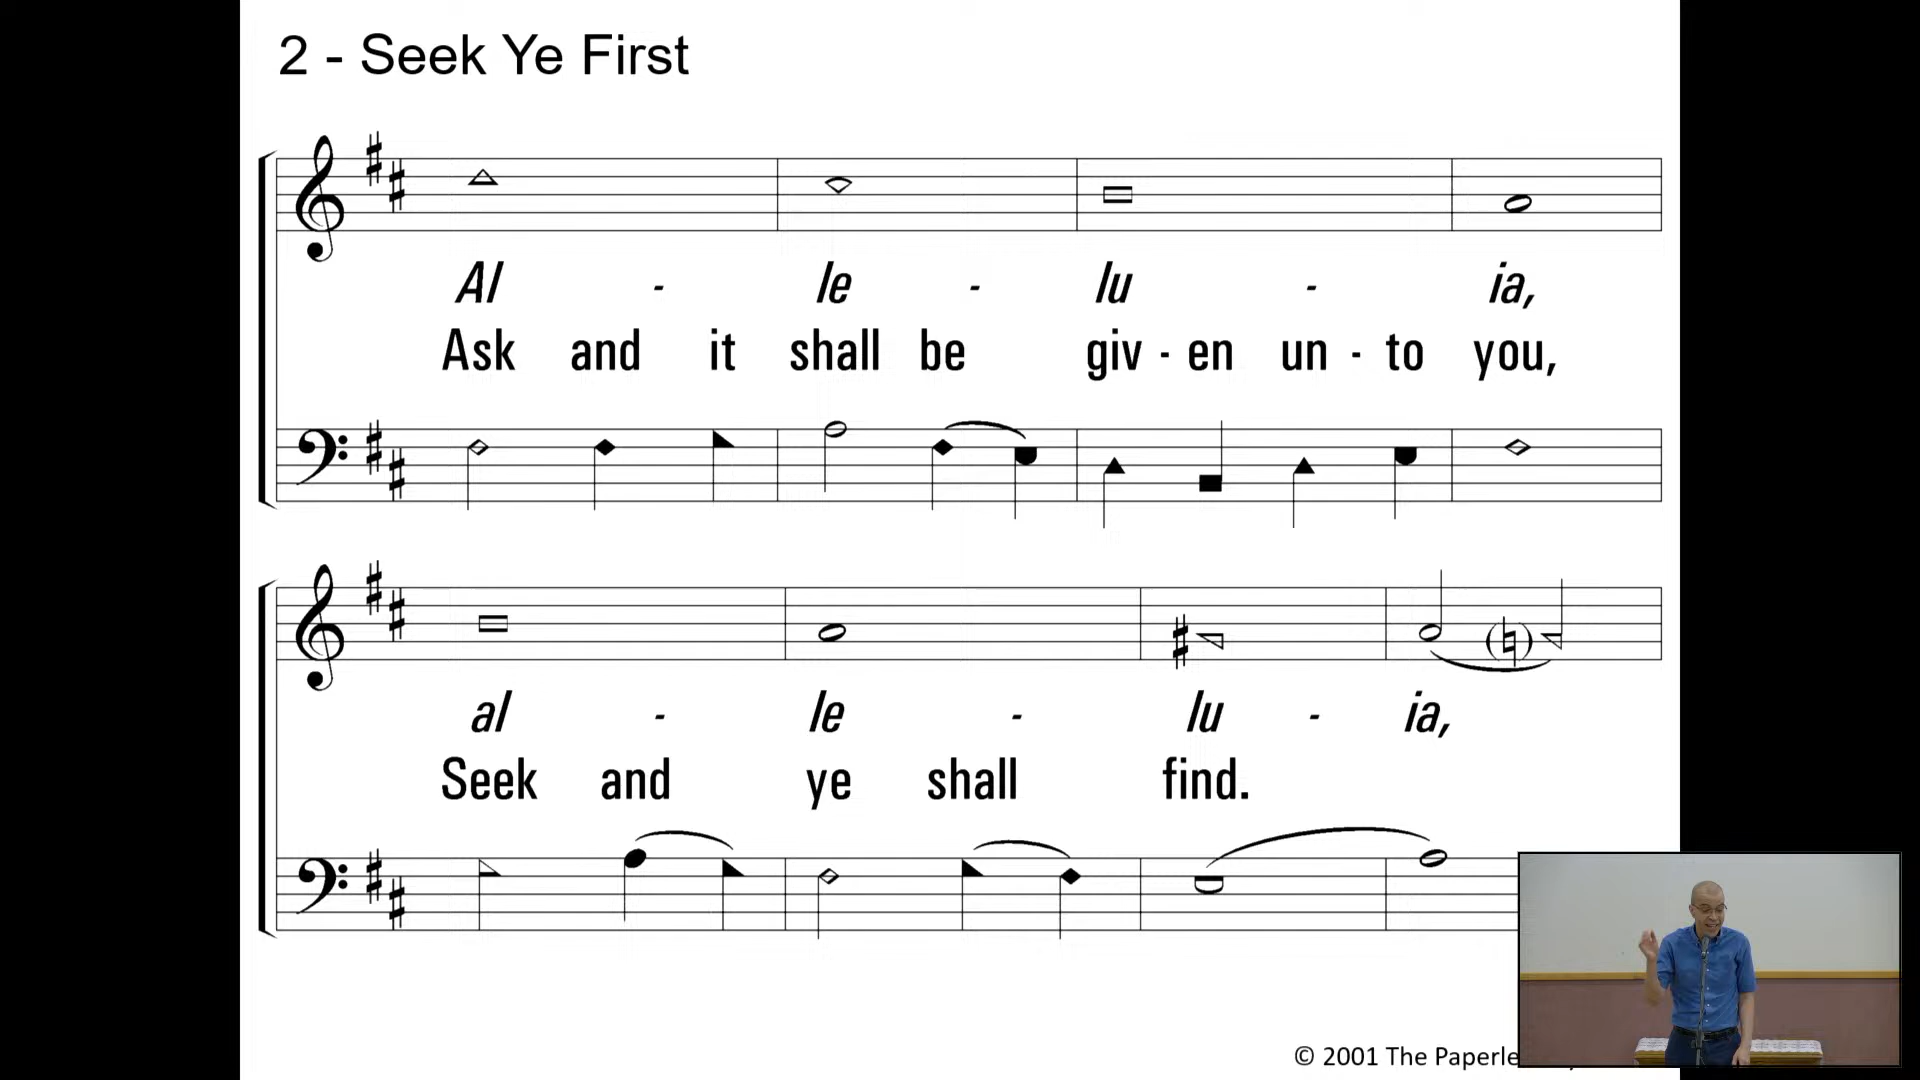 2 - Seek Ye First
Al - le - lu - ia,
Ask and it shall be giv - en un - to you,
al - le - lu - ia,
Seek and ye shall find.
© 2001 The